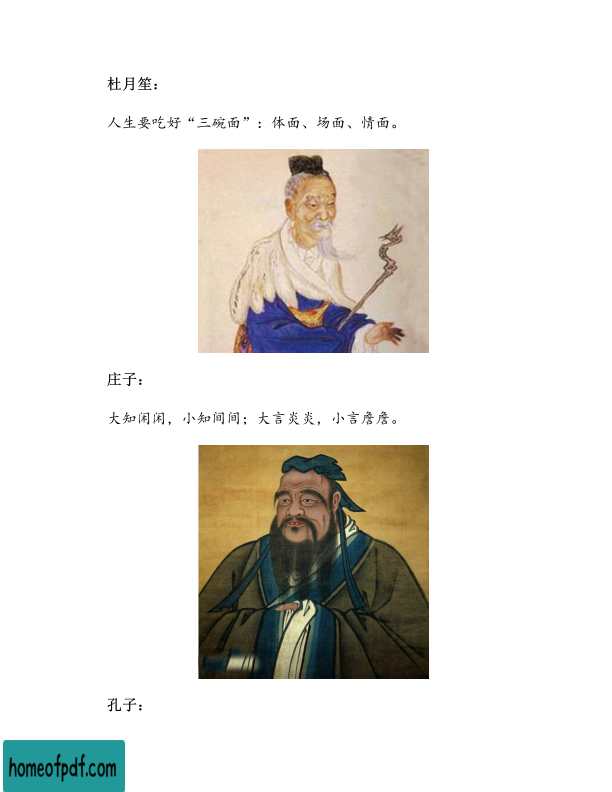 杜月笙：
人生要吃好“三碗面”：体面、场面、情面。
庄子：
大知闲闲，小知间间；大言炎炎，小言詹詹。
孔子：
homeofpdf.com